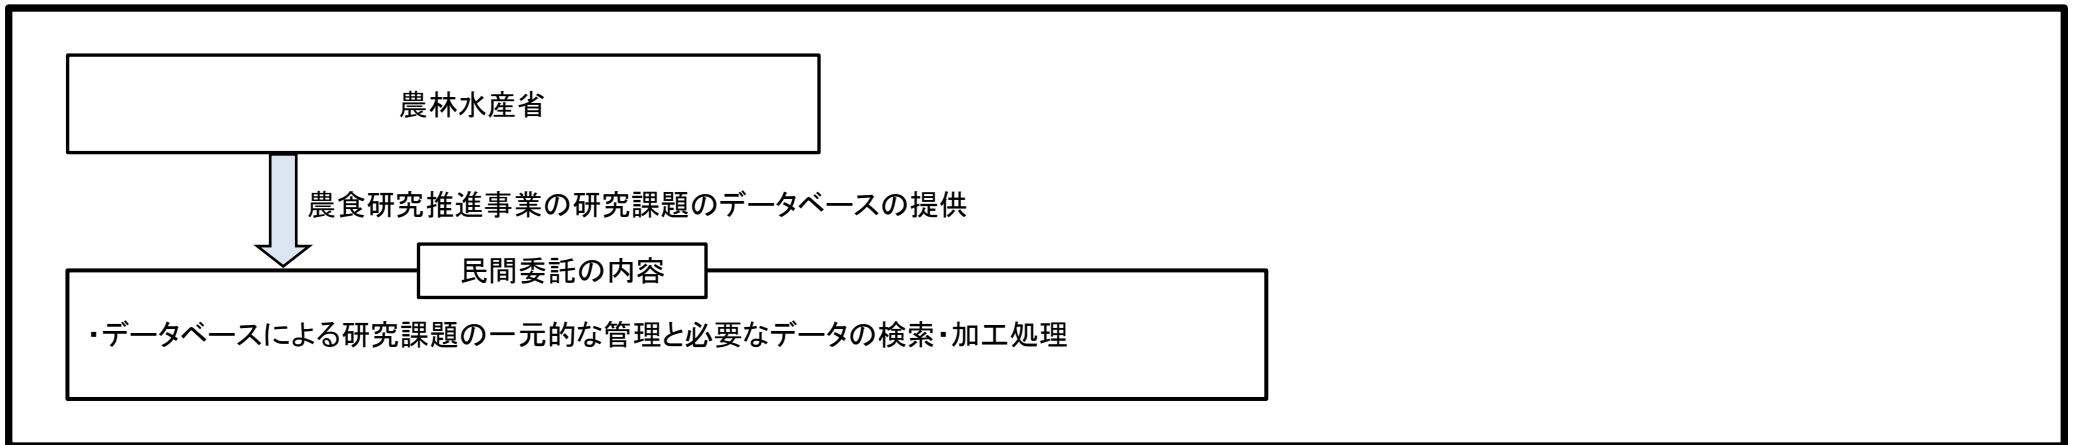 農林水産省
農食研究推進事業の研究課題のデータベースの提供
民間委託の内容
・データベースによる研究課題の一元的な管理と必要なデータの検索・加工処理